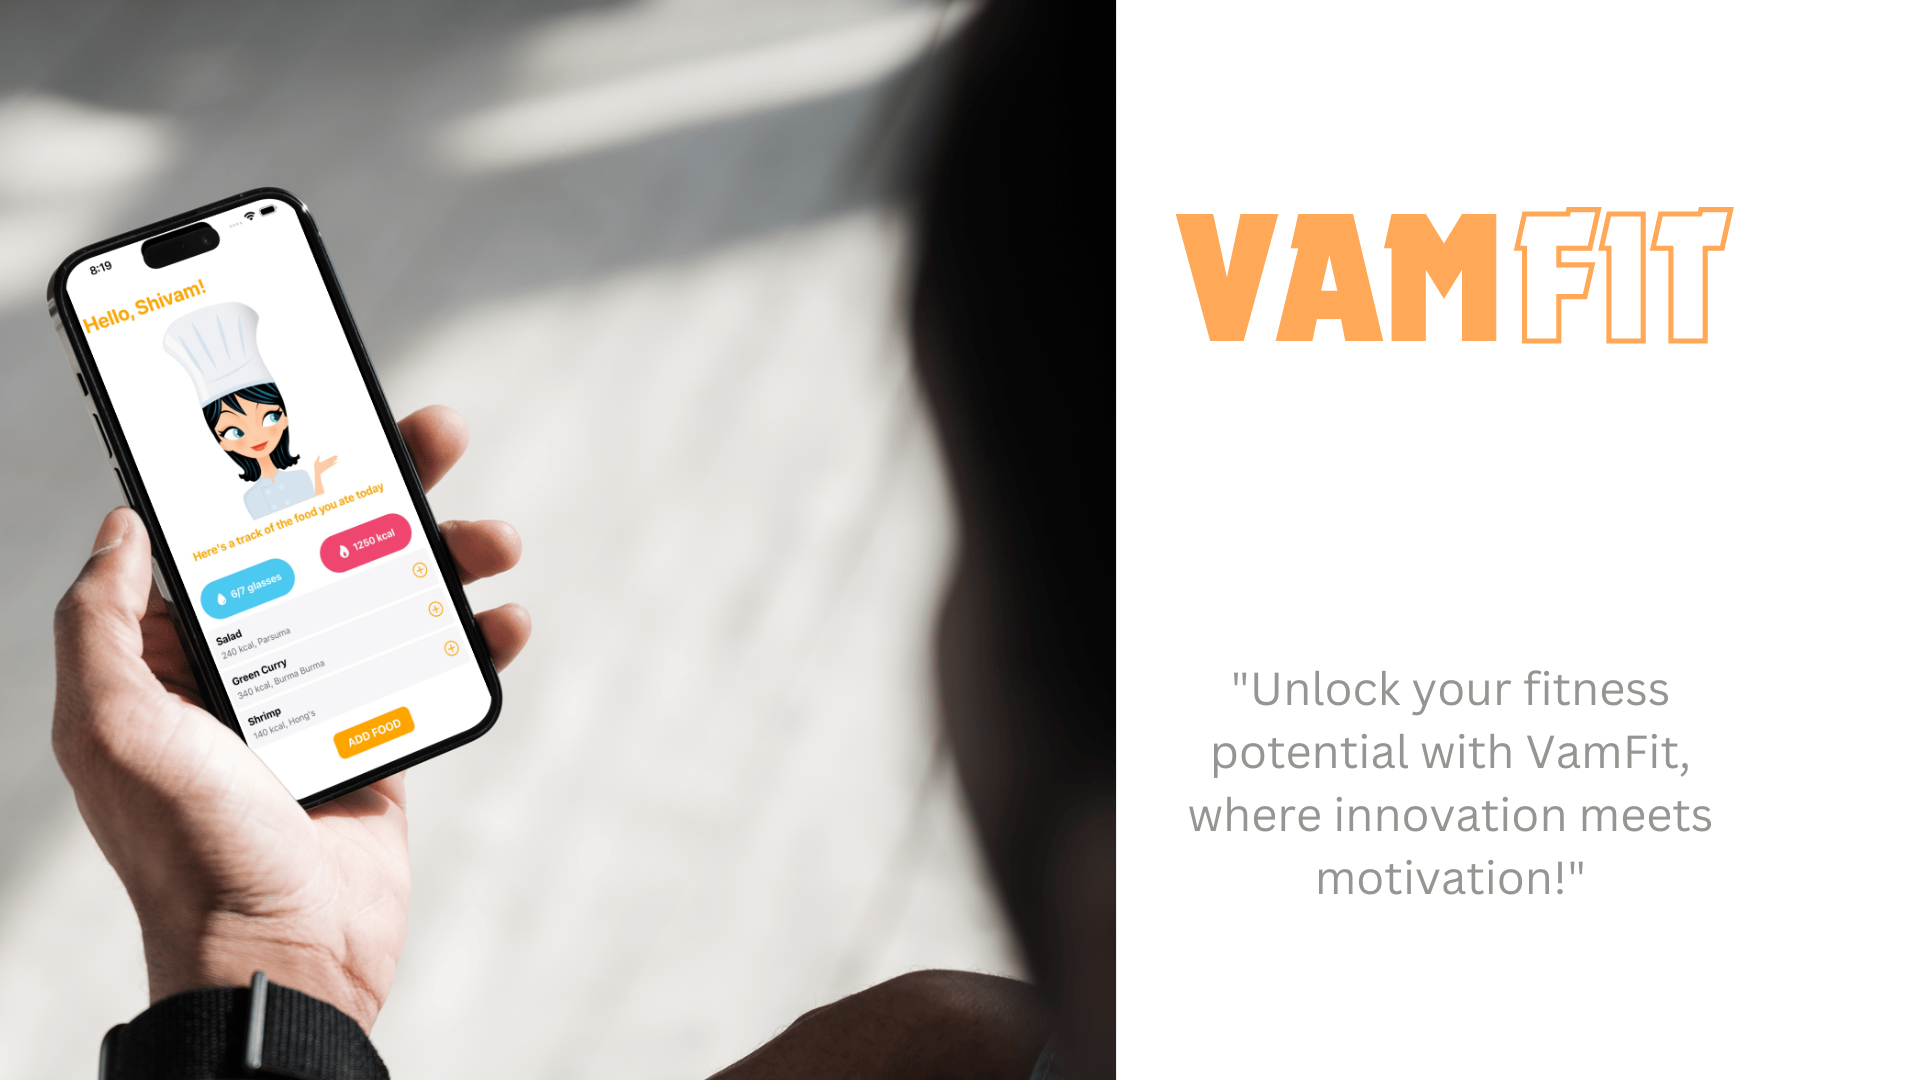 8:19
Hello, Shivam!
Here's a track of the food you ate today
6/7 glasses
1250 kcal
Salad
240 kcal, Parsuma
Green Curry
340 kcal, Burma Burma
Shrimp
140 kcal, Hong's
ADD FOOD
VAMFIT
"Unlock your fitness
potential with VamFit,
where innovation meets
motivation!"